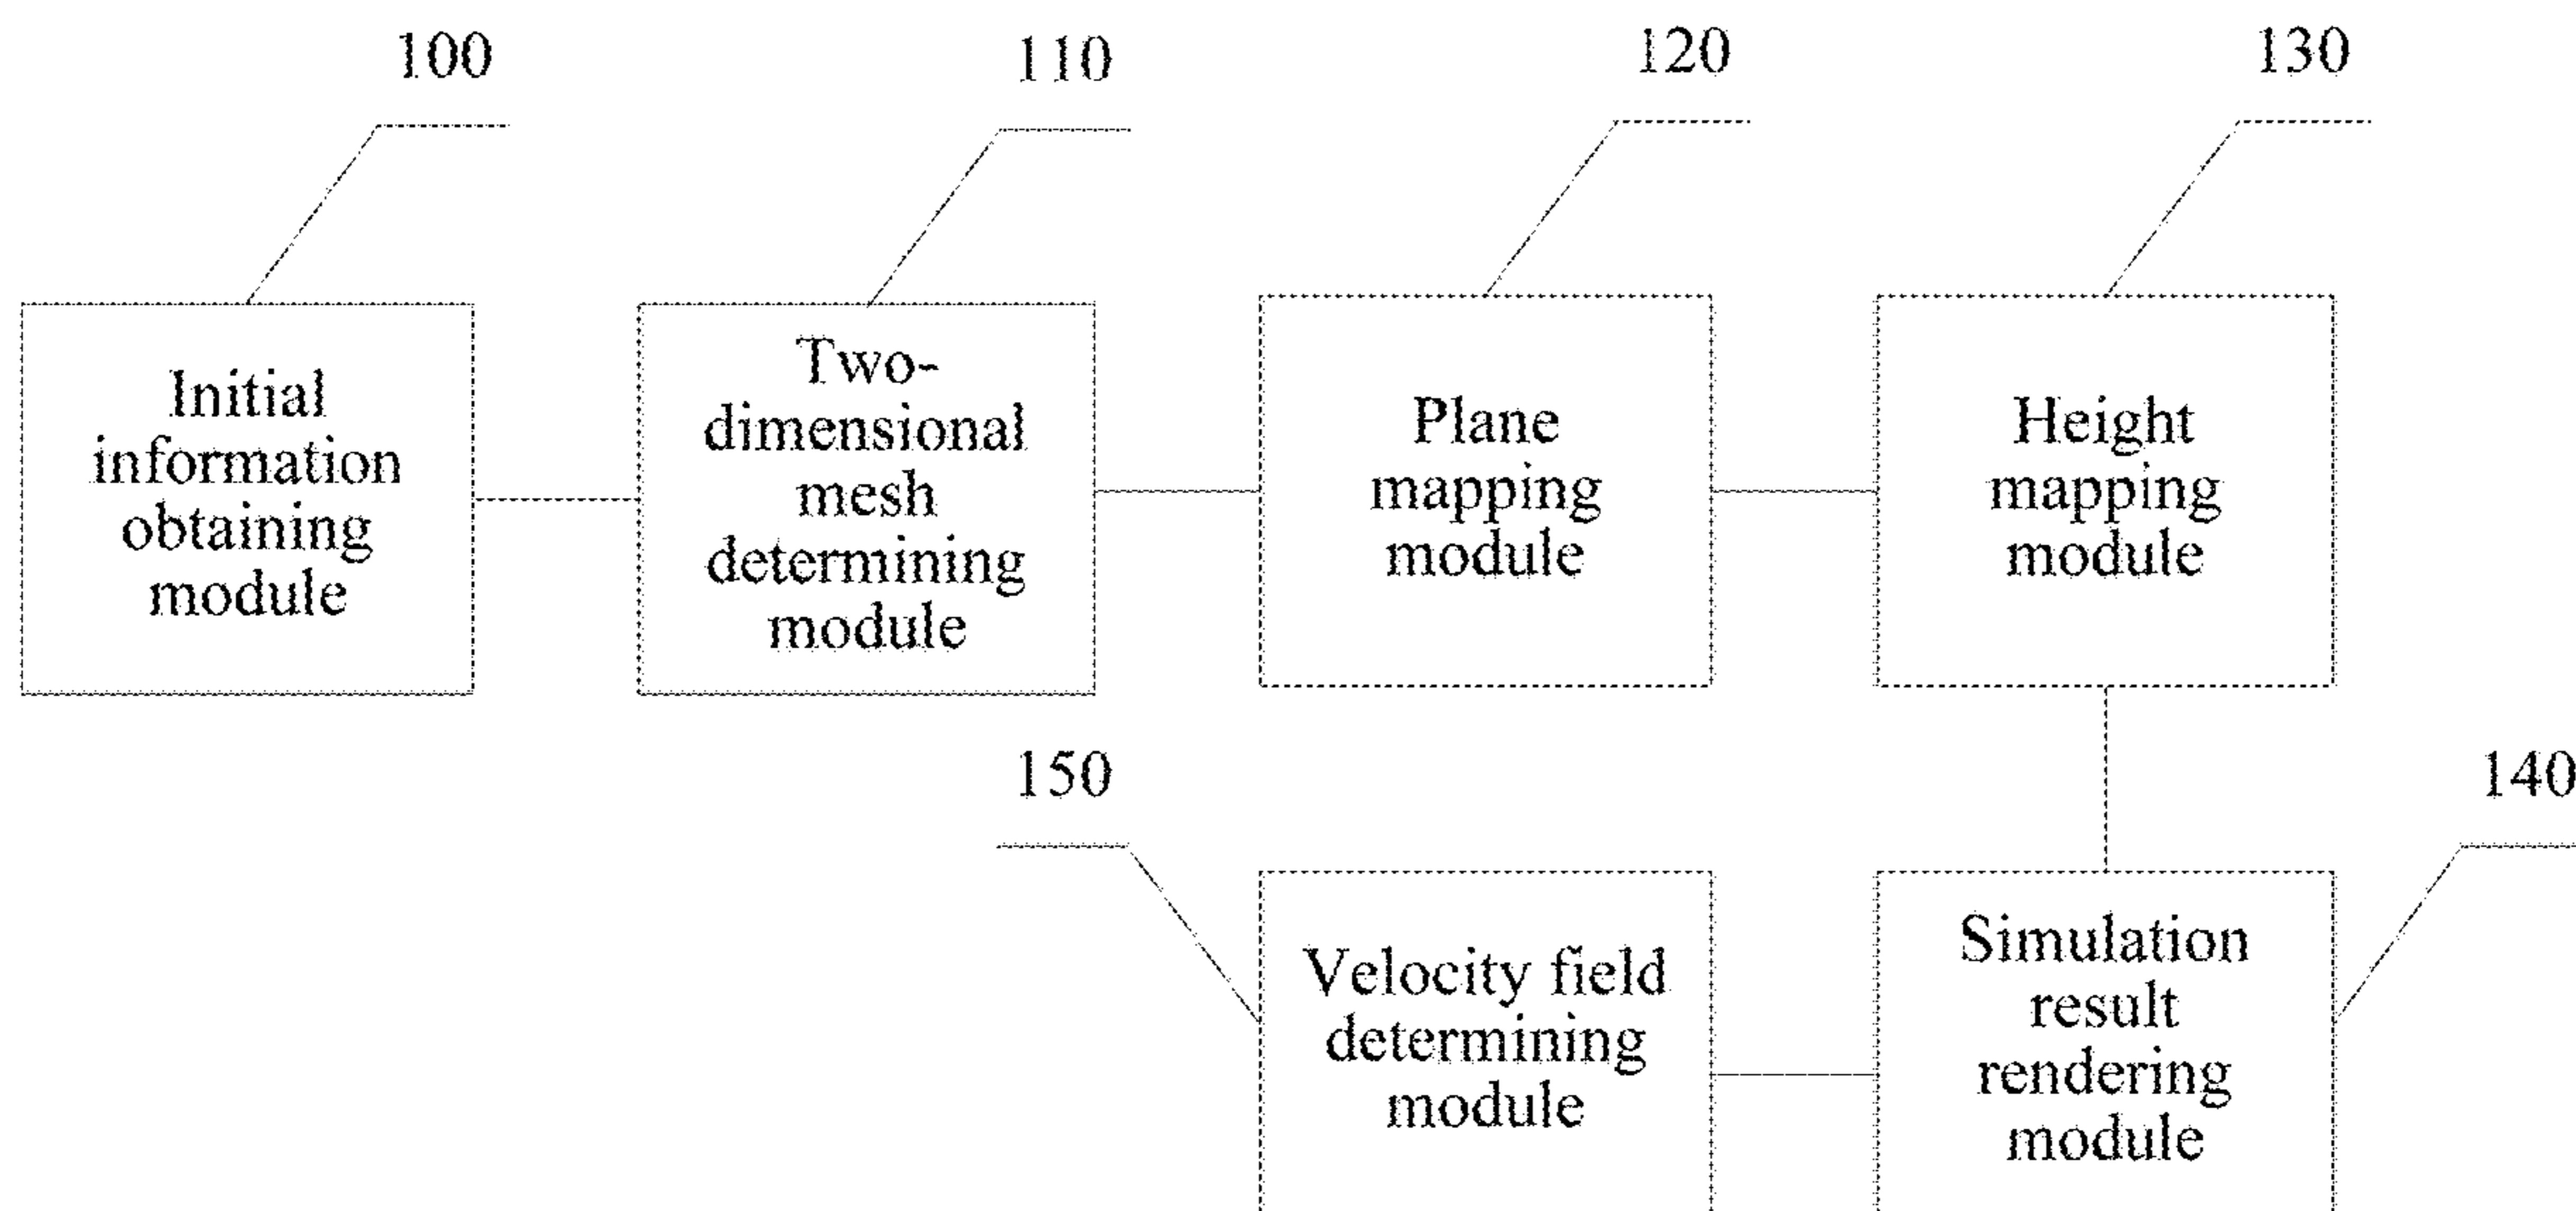 100
110
120
130
Initial
information
obtaining
module
Two-
dimensional
mesh
determining
module
Plane
mapping
module
Height
mapping
module
150
140
Velocity field
determining
module
Simulation
result
rendering
module